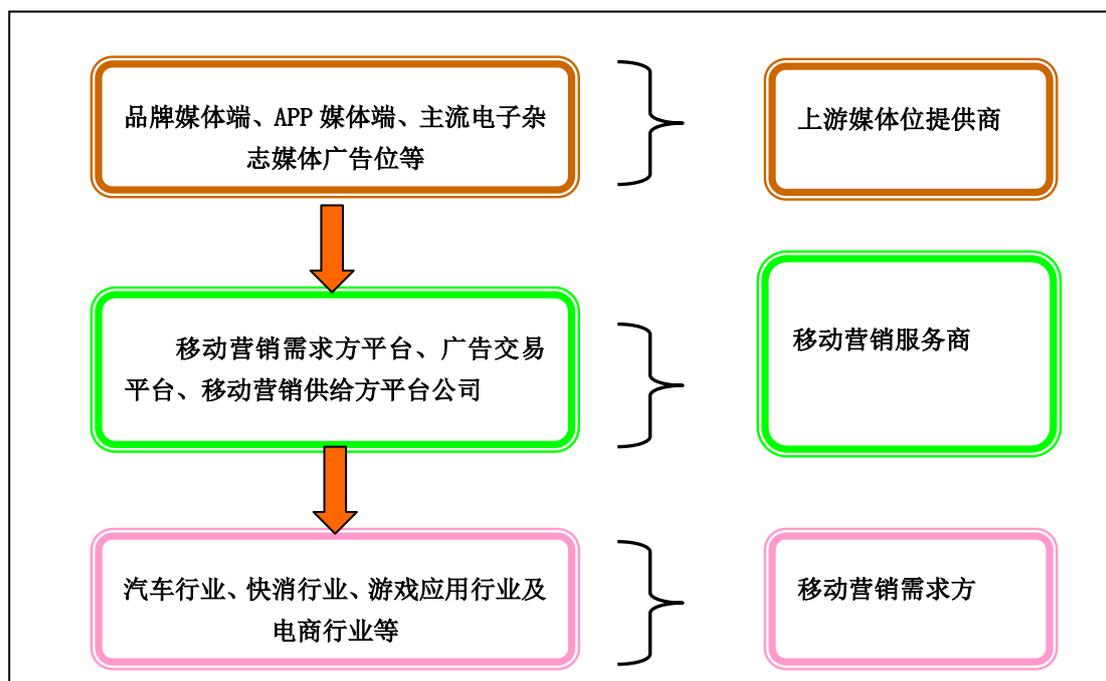 品牌媒体端、APP 媒体端、主流电子杂
志媒体广告位等
上游媒体位提供商
移动营销需求方平台、广告交易
平台、移动营销供给方平台公司
移动营销服务商
汽车行业、快消行业、游戏应用行业及
电商行业等
移动营销需求方